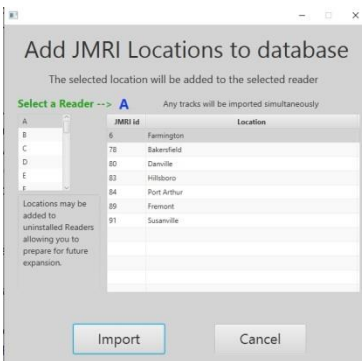 Add JMRI Locations to database
The selected location will be added to the selected reader
Select a Reader --> A
Any tracks will be imported simultaneously
A
B
C
D
E
JMRI id Location
6 Farmington
78 Bakersfield
80 Danville
83 Hillsboro
84 Port Arthur
89 Fremont
91 Susanville
Locations may be
added to
uninstalled Readers
allowing you to
prepare for future
expansion.
Import Cancel